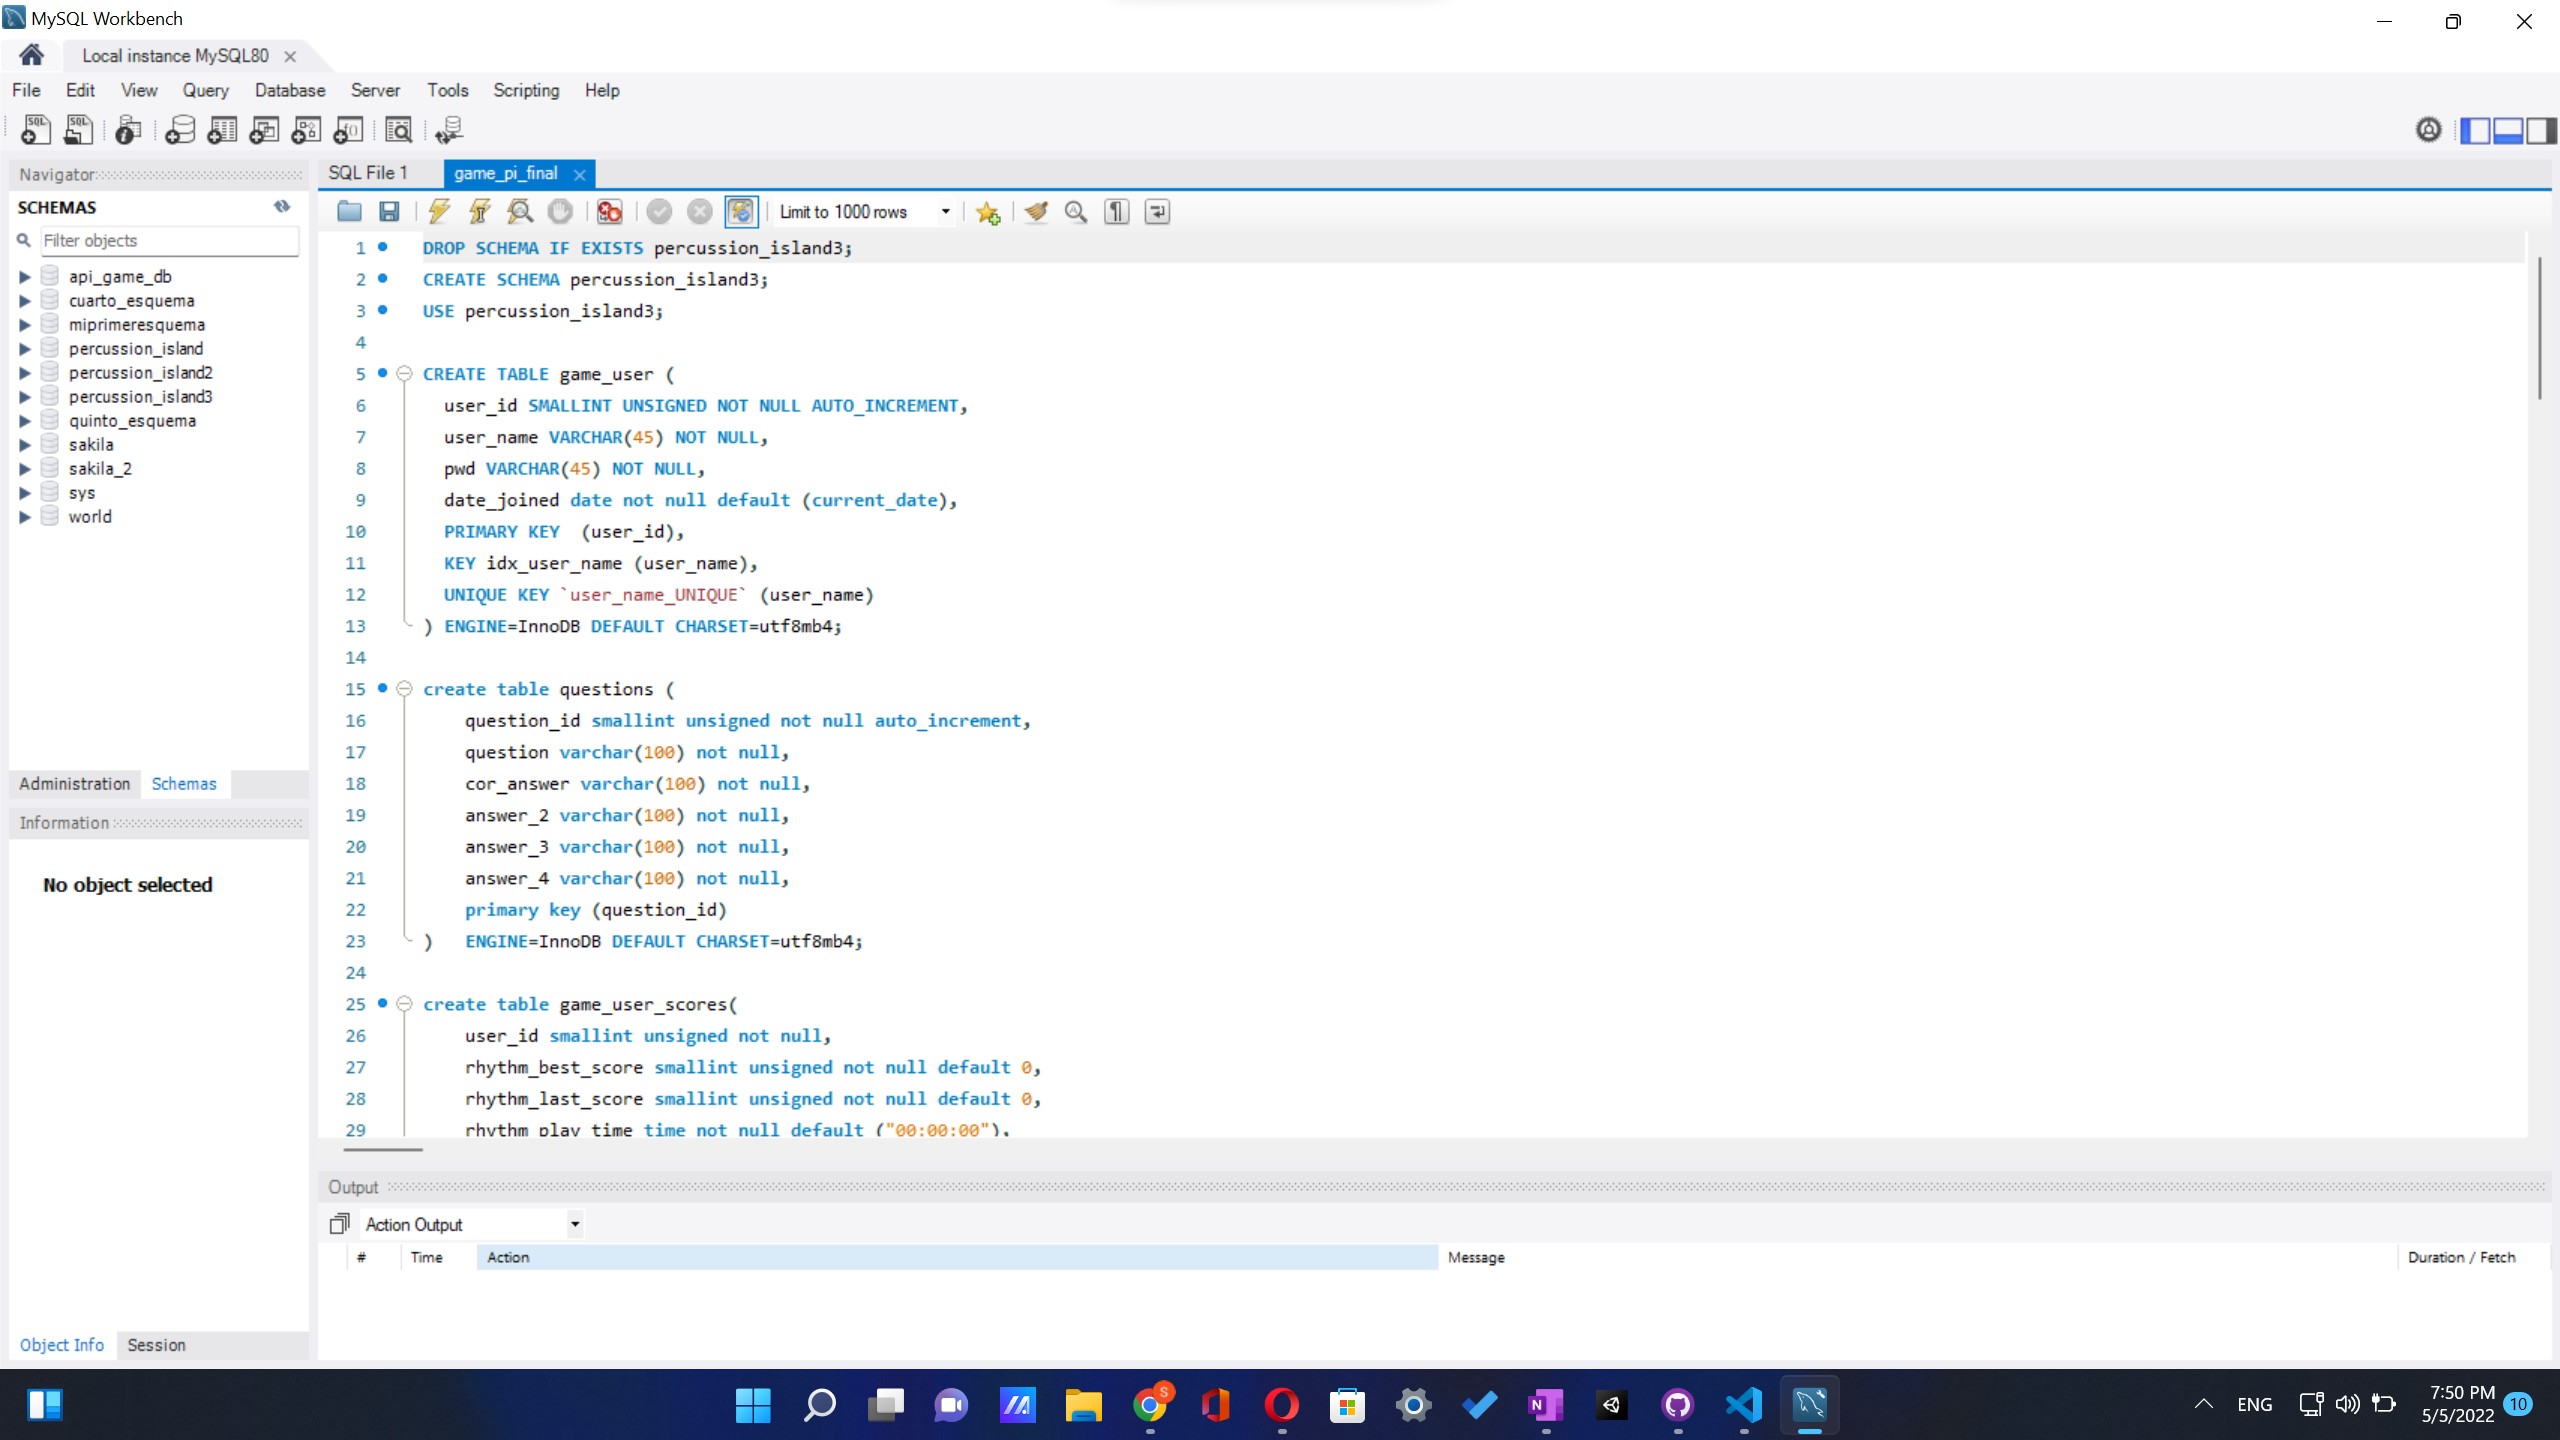 MySQL Workbench
Local instance MySQL80
File Edit View Query Database Server Tools Scripting Help
Navigator
SCHEMAS
Filter objects
api_game_db
cuarto_esquema
miprimeresquema
percussion_island
percussion_island2
percussion_island3
quinto_esquema
sakila
sakila_2
sys
world
Administration Schemas
Information
No object selected
Object Info Session
SQL File 1 game_pi_final
Limit to 1000 rows
1 DROP SCHEMA IF EXISTS percussion_island3;
2 CREATE SCHEMA percussion_island3;
3 USE percussion_island3;
4
5 CREATE TABLE game_user (
6 user_id SMALLINT UNSIGNED NOT NULL AUTO_INCREMENT,
7 user_name VARCHAR(45) NOT NULL,
8 pwd VARCHAR(45) NOT NULL,
9 date_joined date not null default (current_date),
10 PRIMARY KEY  (user_id),
11 KEY idx_user_name (user_name),
12 UNIQUE KEY `user_name_UNIQUE` (user_name)
13 ) ENGINE=InnoDB DEFAULT CHARSET=utf8mb4;
14
15 create table questions (
16 question_id smallint unsigned not null auto_increment,
17 question varchar(100) not null,
18 cor_answer varchar(100) not null,
19 answer_2 varchar(100) not null,
20 answer_3 varchar(100) not null,
21 answer_4 varchar(100) not null,
22 primary key (question_id)
23 )   ENGINE=InnoDB DEFAULT CHARSET=utf8mb4;
24
25 create table game_user_scores(
26 user_id smallint unsigned not null,
27 rhythm_best_score smallint unsigned not null default 0,
28 rhythm_last_score smallint unsigned not null default 0,
29 rhythm_play_time time not null default ("00:00:00"),
Output
Action Output
# Time Action Message Duration / Fetch
ENG
7:50 PM
5/5/2022
10